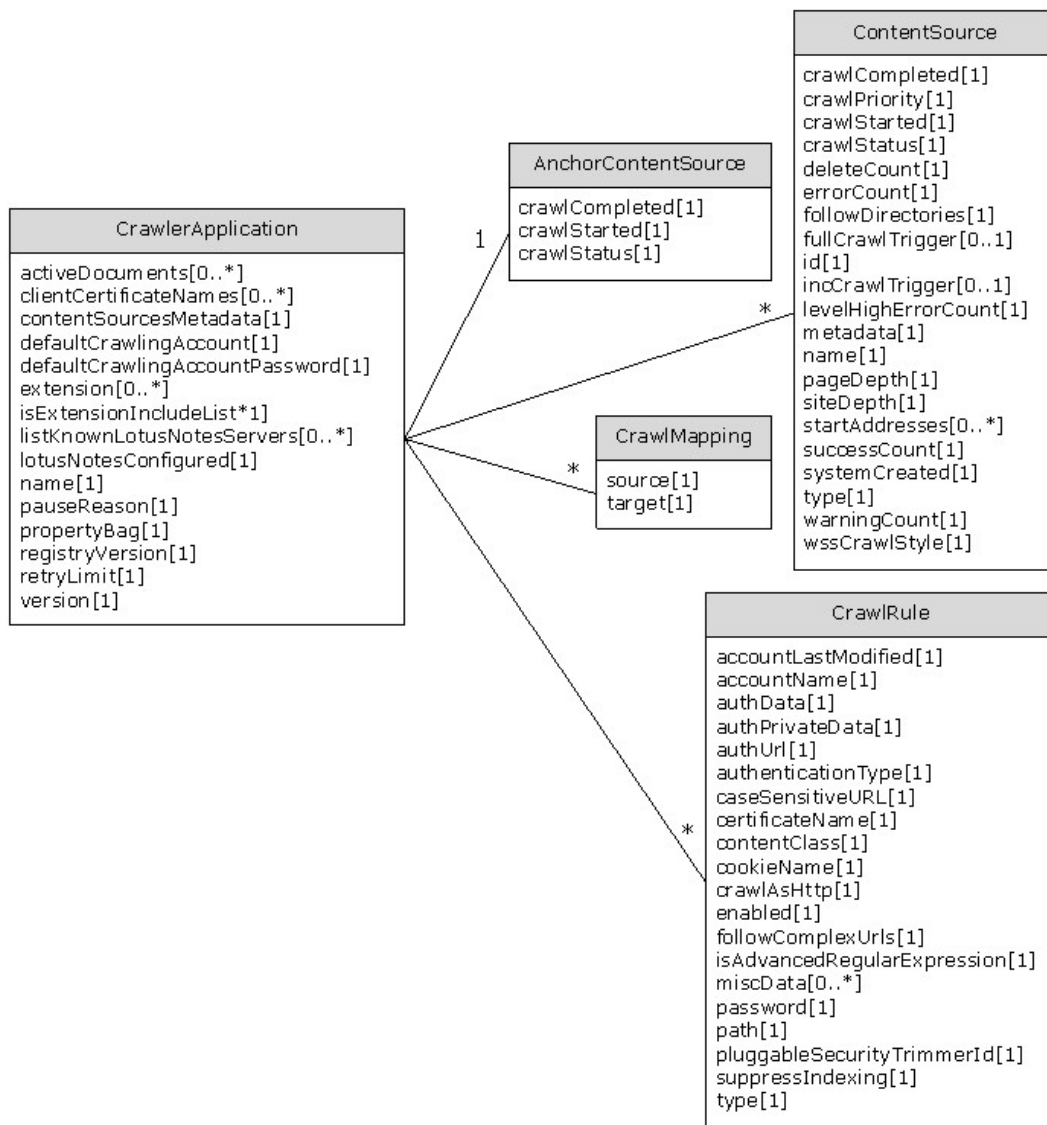 CrawlerApplication
activeDocuments[0..*]
clientCertificateNames[0..*]
contentSourcesMetadata[1]
defaultCrawlingAccount[1]
defaultCrawlingAccountPassword[1]
extension[0..*]
isExtensionIncludeList*1]
listKnownLotusNotesServers[0..*]
lotusNotesConfigured[1]
name[1]
pauseReason[1]
propertyBag[1]
registryVersion[1]
retryLimit[1]
version[1]
1
AnchorContentSource
crawlCompleted[1]
crawlStarted[1]
crawlStatus[1]
*
ContentSource
crawlCompleted[1]
crawlPriority[1]
crawlStarted[1]
crawlStatus[1]
deleteCount[1]
errorCount[1]
followDirectories[1]
fullCrawlTrigger[0..1]
id[1]
incCrawlTrigger[0..1]
levelHighErrorCount[1]
metadata[1]
name[1]
pageDepth[1]
siteDepth[1]
startAddresses[0..*]
successCount[1]
systemCreated[1]
type[1]
warningCount[1]
wssCrawlStyle[1]
*
CrawlMapping
source[1]
target[1]
*
CrawlRule
accountLastModified[1]
accountName[1]
authData[1]
authPrivateData[1]
authUrl[1]
authenticationType[1]
caseSensitiveURL[1]
certificateName[1]
contentClass[1]
cookieName[1]
crawlAsHttp[1]
enabled[1]
followComplexUrls[1]
isAdvancedRegularExpression[1]
miscData[0..*]
password[1]
path[1]
pluggableSecurityTrimmerId[1]
suppressIndexing[1]
type[1]